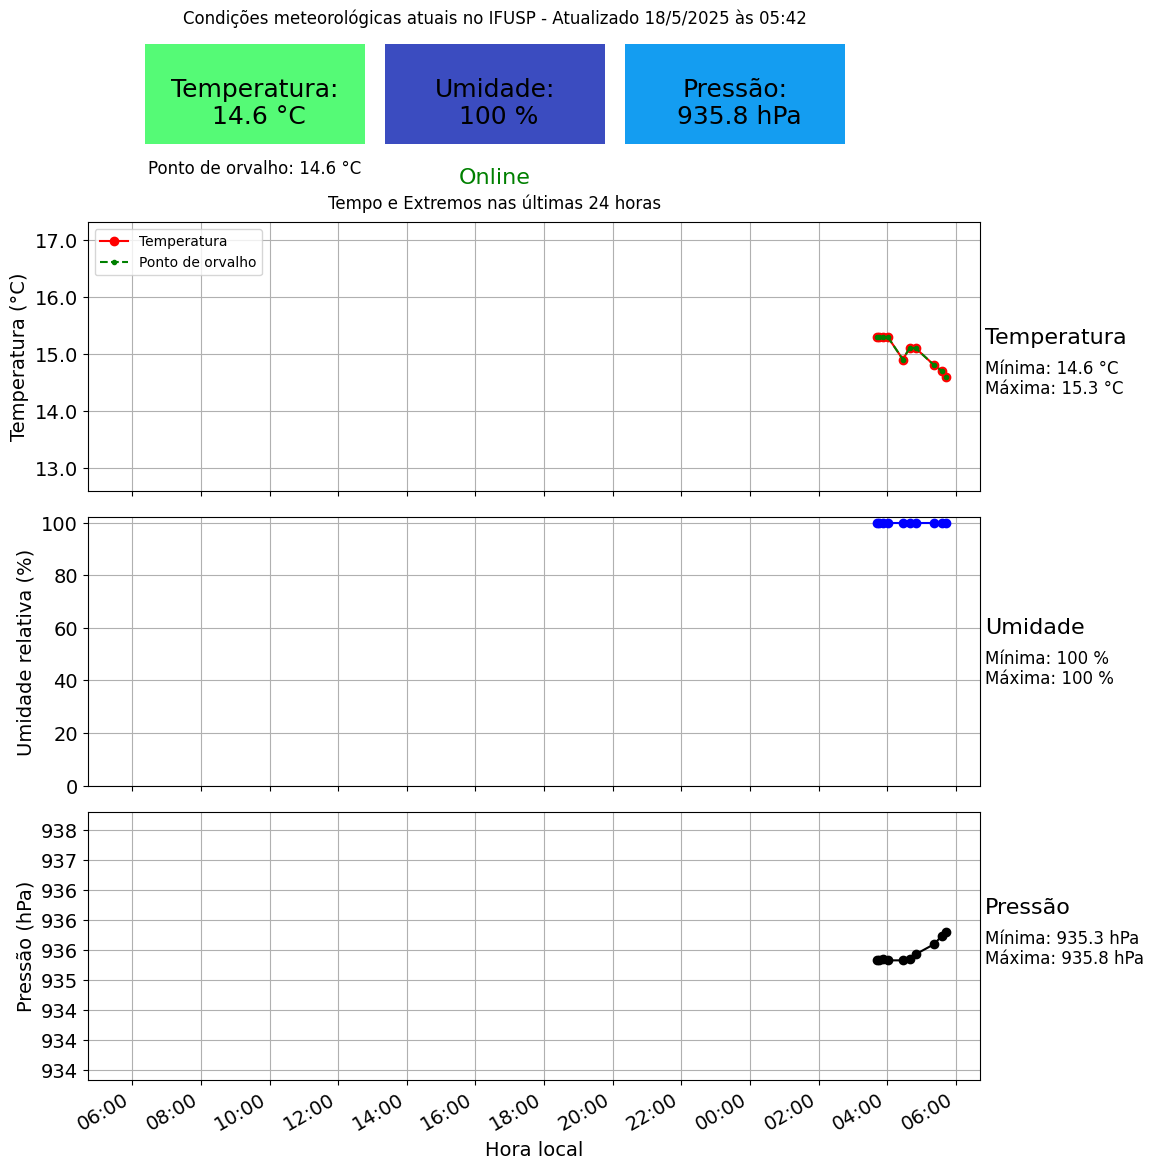 Condições meteorológicas atuais no IFUSP - Atualizado 18/5/2025 às 05:42
Temperatura:
14.6 °C
Umidade:
100 %
Pressão:
935.8 hPa
Ponto de orvalho: 14.6 °C
Online
Tempo e Extremos nas últimas 24 horas
Temperatura
Ponto de orvalho
Temperatura (°C)
17.0
16.0
15.0
14.0
13.0
Temperatura
Mínima: 14.6 °C
Máxima: 15.3 °C
Umidade relativa (%)
100
80
60
40
20
0
Umidade
Mínima: 100 %
Máxima: 100 %
Pressão (hPa)
938
937
936
936
936
935
934
934
934
Pressão
Mínima: 935.3 hPa
Máxima: 935.8 hPa
06:00 08:00 10:00 12:00 14:00 16:00 18:00 20:00 22:00 00:00 02:00 04:00 06:00
Hora local